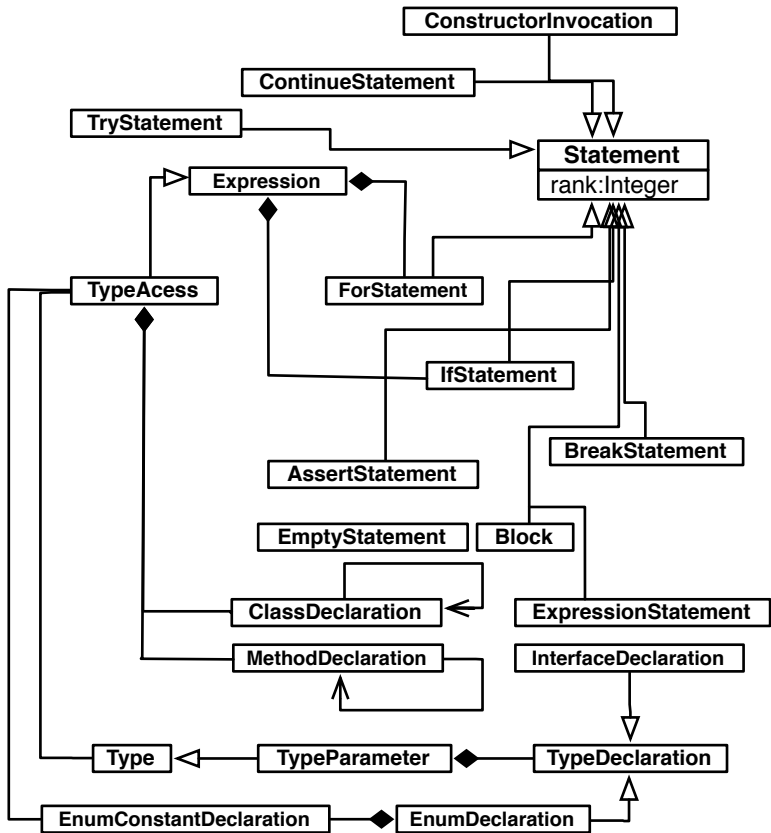 ConstructorInvocation
ContinueStatement
TryStatement
Statement
rank:Integer
Expression
TypeAcess
ForStatement
IfStatement
BreakStatement
AssertStatement
EmptyStatement
Block
ClassDeclaration
ExpressionStatement
MethodDeclaration
InterfaceDeclaration
Type
TypeParameter
TypeDeclaration
EnumConstantDeclaration
EnumDeclaration